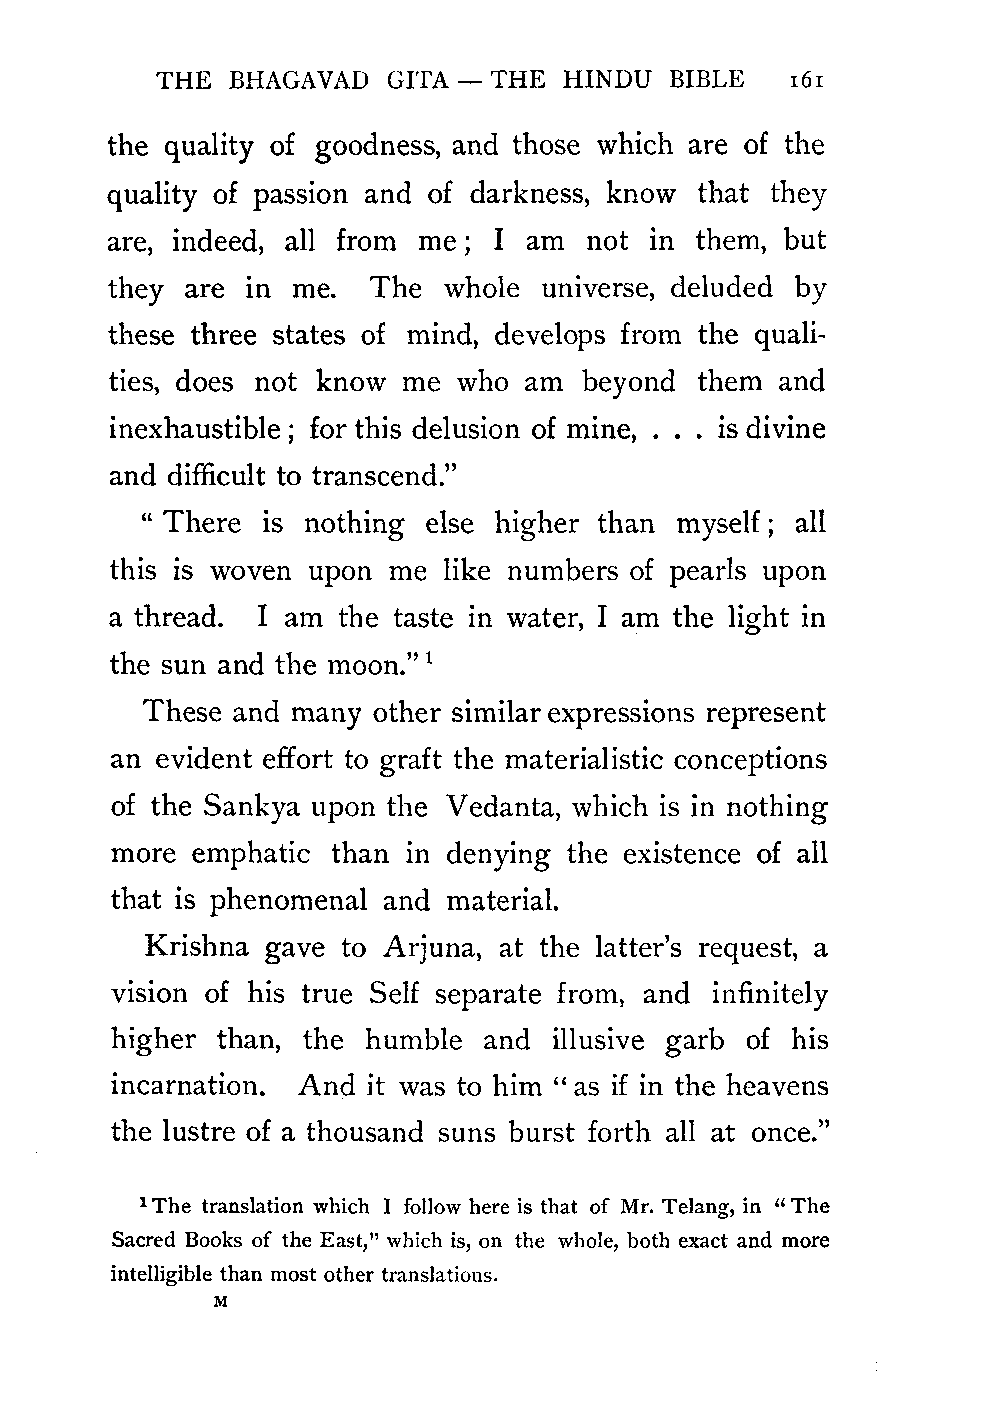 THE BHAGAVAD GITA — THE HINDU BIBLE 161
the quality of goodness, and those which are of the
quality of passion and of darkness, know that they
are, indeed, all from me; I am not in them, but
they are in me. The whole universe, deluded by
these three states of mind, develops from the quali-
ties, does not know me who am beyond them and
inexhaustible; for this delusion of mine, . . . is divine
and difficult to transcend."
"There is nothing else higher than myself; all
this is woven upon me like numbers of pearls upon
a thread. I am the taste in water, I am the light in
the sun and the moon."¹
These and many other similar expressions represent
an evident effort to graft the materialistic conceptions
of the Sankya upon the Vedanta, which is in nothing
more emphatic than in denying the existence of all
that is phenomenal and material.
Krishna gave to Arjuna, at the latter's request, a
vision of his true Self separate from, and infinitely
higher than, the humble and illusive garb of his
incarnation. And it was to him "as if in the heavens
the lustre of a thousand suns burst forth all at once."
¹ The translation which I follow here is that of Mr. Telang, in "The
Sacred Books of the East," which is, on the whole, both exact and more
intelligible than most other translations.
M